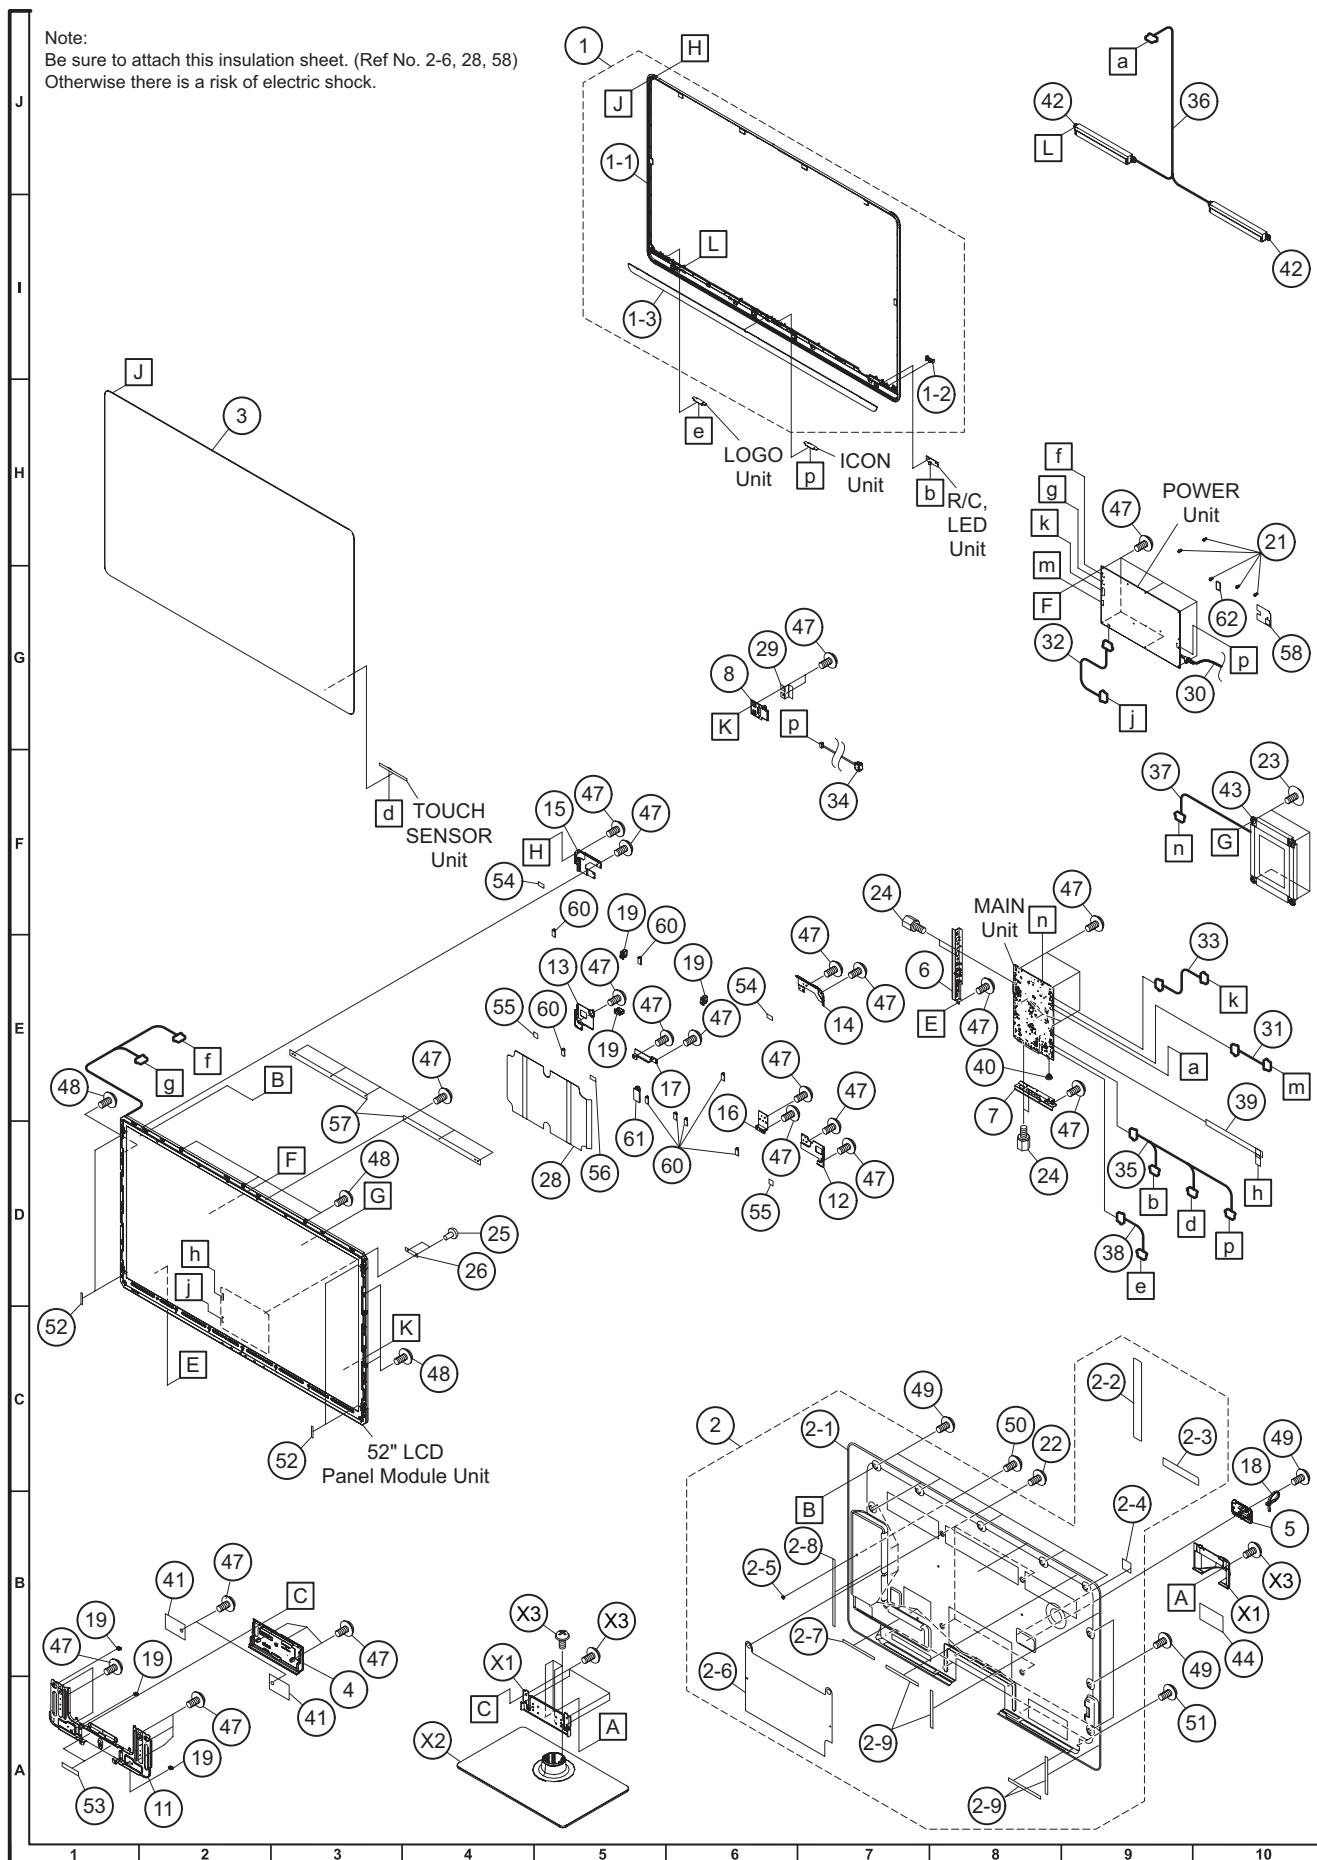 Note:
Be sure to attach this insulation sheet. (Ref No. 2-6, 28, 58)
Otherwise there is a risk of electric shock.
J
1
H
J
1-1
L
1-3
1-2
e
LOGO
Unit
p
ICON
Unit
b
R/C,
LED
Unit
a
42
36
L
42
I
J
3
H
d
TOUCH
SENSOR
Unit
f
g
k
m
F
47
POWER
Unit
21
62
58
p
30
32
j
G
47
29
8
K
p
34
37
43
23
n
G
F
47
15
47
H
54
60
19
60
24
MAIN
Unit
n
47
13
47
19
47
6
33
47
E
14
47
k
55
60
19
47
54
47
E
31
m
a
40
f
g
B
48
57
47
17
47
7
47
39
61
16
47
47
28
56
60
47
12
47
24
35
b
d
p
h
55
38
e
D
F
48
G
25
26
h
j
52
K
E
48
C
52
52" LCD
Panel Module Unit
2
49
2-1
50
22
2-2
2-3
49
18
B
2-4
5
2-8
2-5
X3
A
X1
44
2-7
2-6
49
51
2-9
2-9
B
41
47
C
19
47
19
47
4
41
47
19
53
11
A
X3
X3
X1
C
A
X2
1
2
3
4
5
6
7
8
9
10